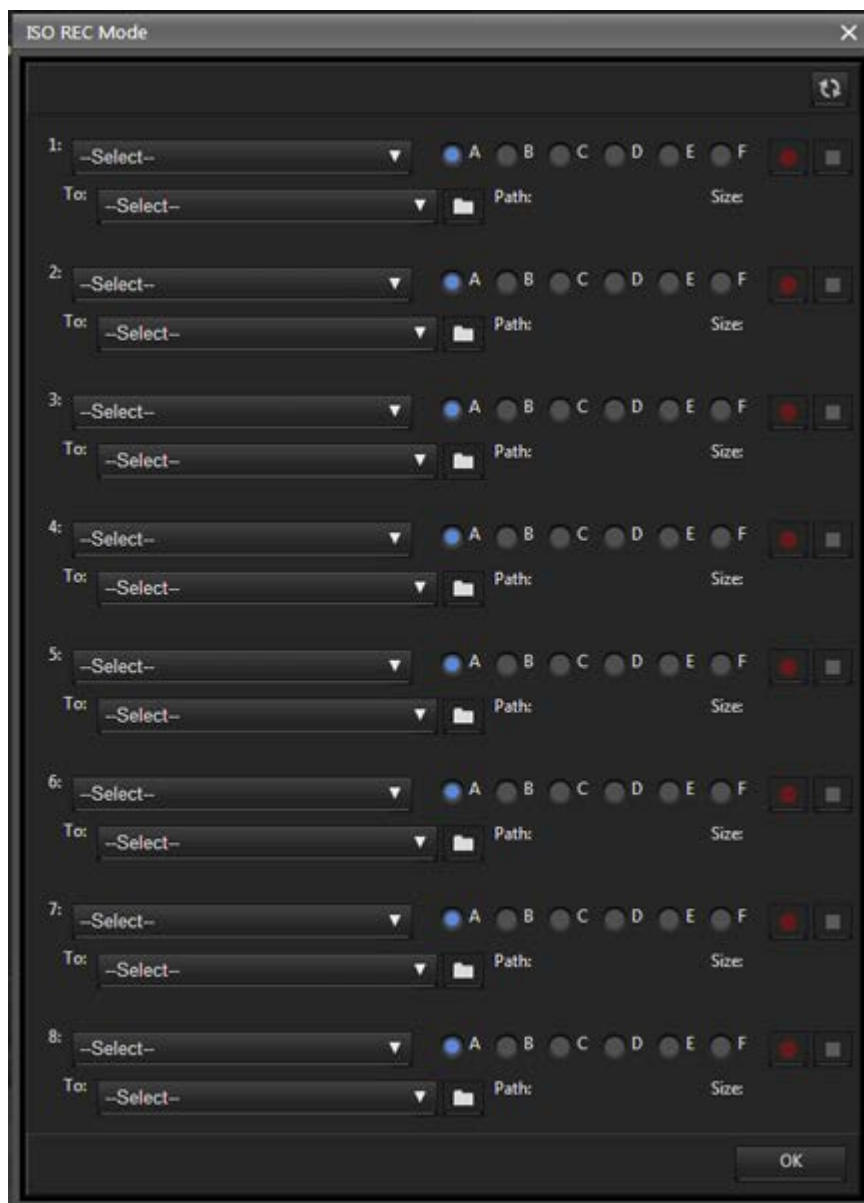 ISO REC Mode
1: --Select-- A B C D E F
To: --Select-- Path: Size:
2: --Select-- A B C D E F
To: --Select-- Path: Size:
3: --Select-- A B C D E F
To: --Select-- Path: Size:
4: --Select-- A B C D E F
To: --Select-- Path: Size:
5: --Select-- A B C D E F
To: --Select-- Path: Size:
6: --Select-- A B C D E F
To: --Select-- Path: Size:
7: --Select-- A B C D E F
To: --Select-- Path: Size:
8: --Select-- A B C D E F
To: --Select-- Path: Size:
OK